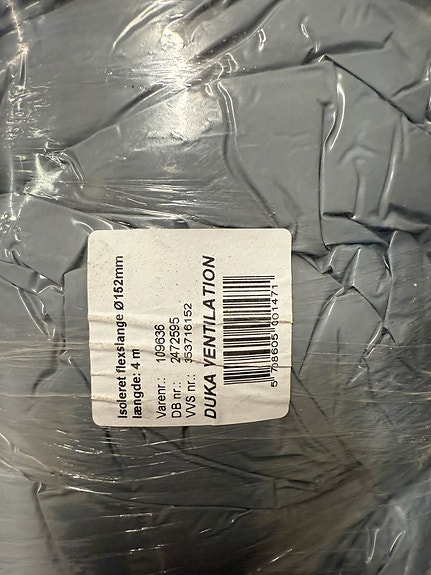 Isoleret flexslange Ø152mm
længde: 4 m
Varenr.: 109636
DB nr.: 2472595
VVS nr.: 353716152
DUKA VENTILATION
5 708605 001471